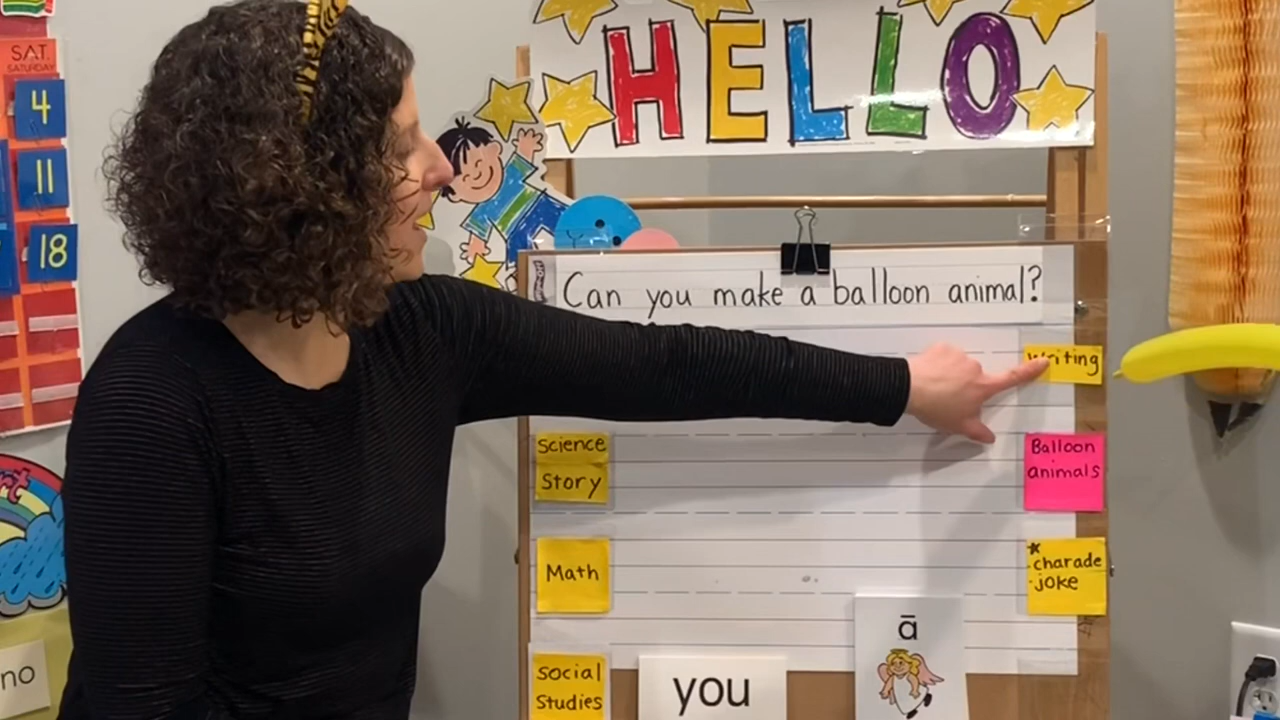 HELLO
SAT.
SATURDAY
4
11
18
Can you make a balloon animal?
writing
Science
Story
Balloon
animals
Math
* charade
-joke
Social
Studies
you
ā
no